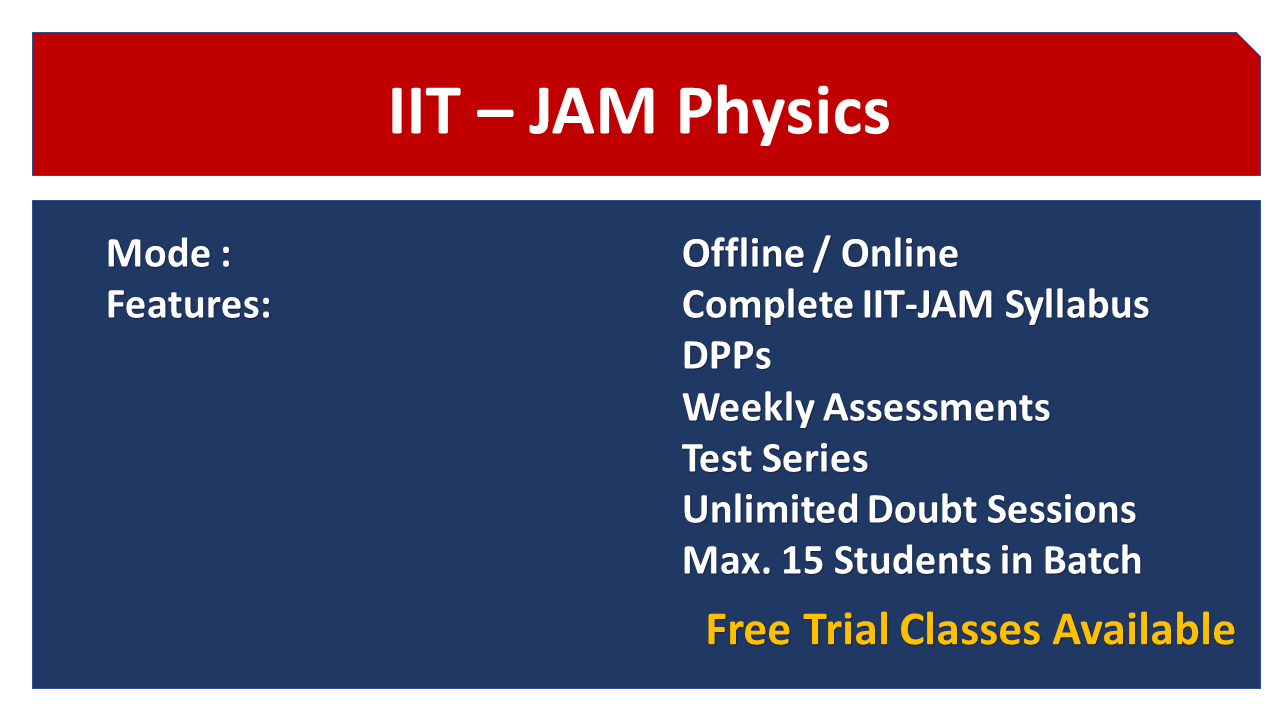 IIT – JAM Physics
Mode : Offline / Online
Features: Complete IIT-JAM Syllabus
DPPs
Weekly Assessments
Test Series
Unlimited Doubt Sessions
Max. 15 Students in Batch
Free Trial Classes Available